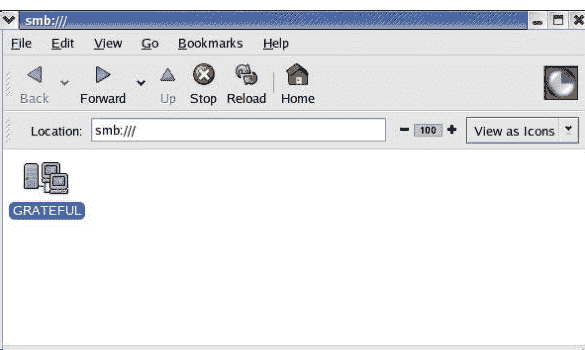 smb:///
File Edit View Go Bookmarks Help
Back Forward Up Stop Reload Home
Location: smb:/// 100 View as Icons
GRATEFUL